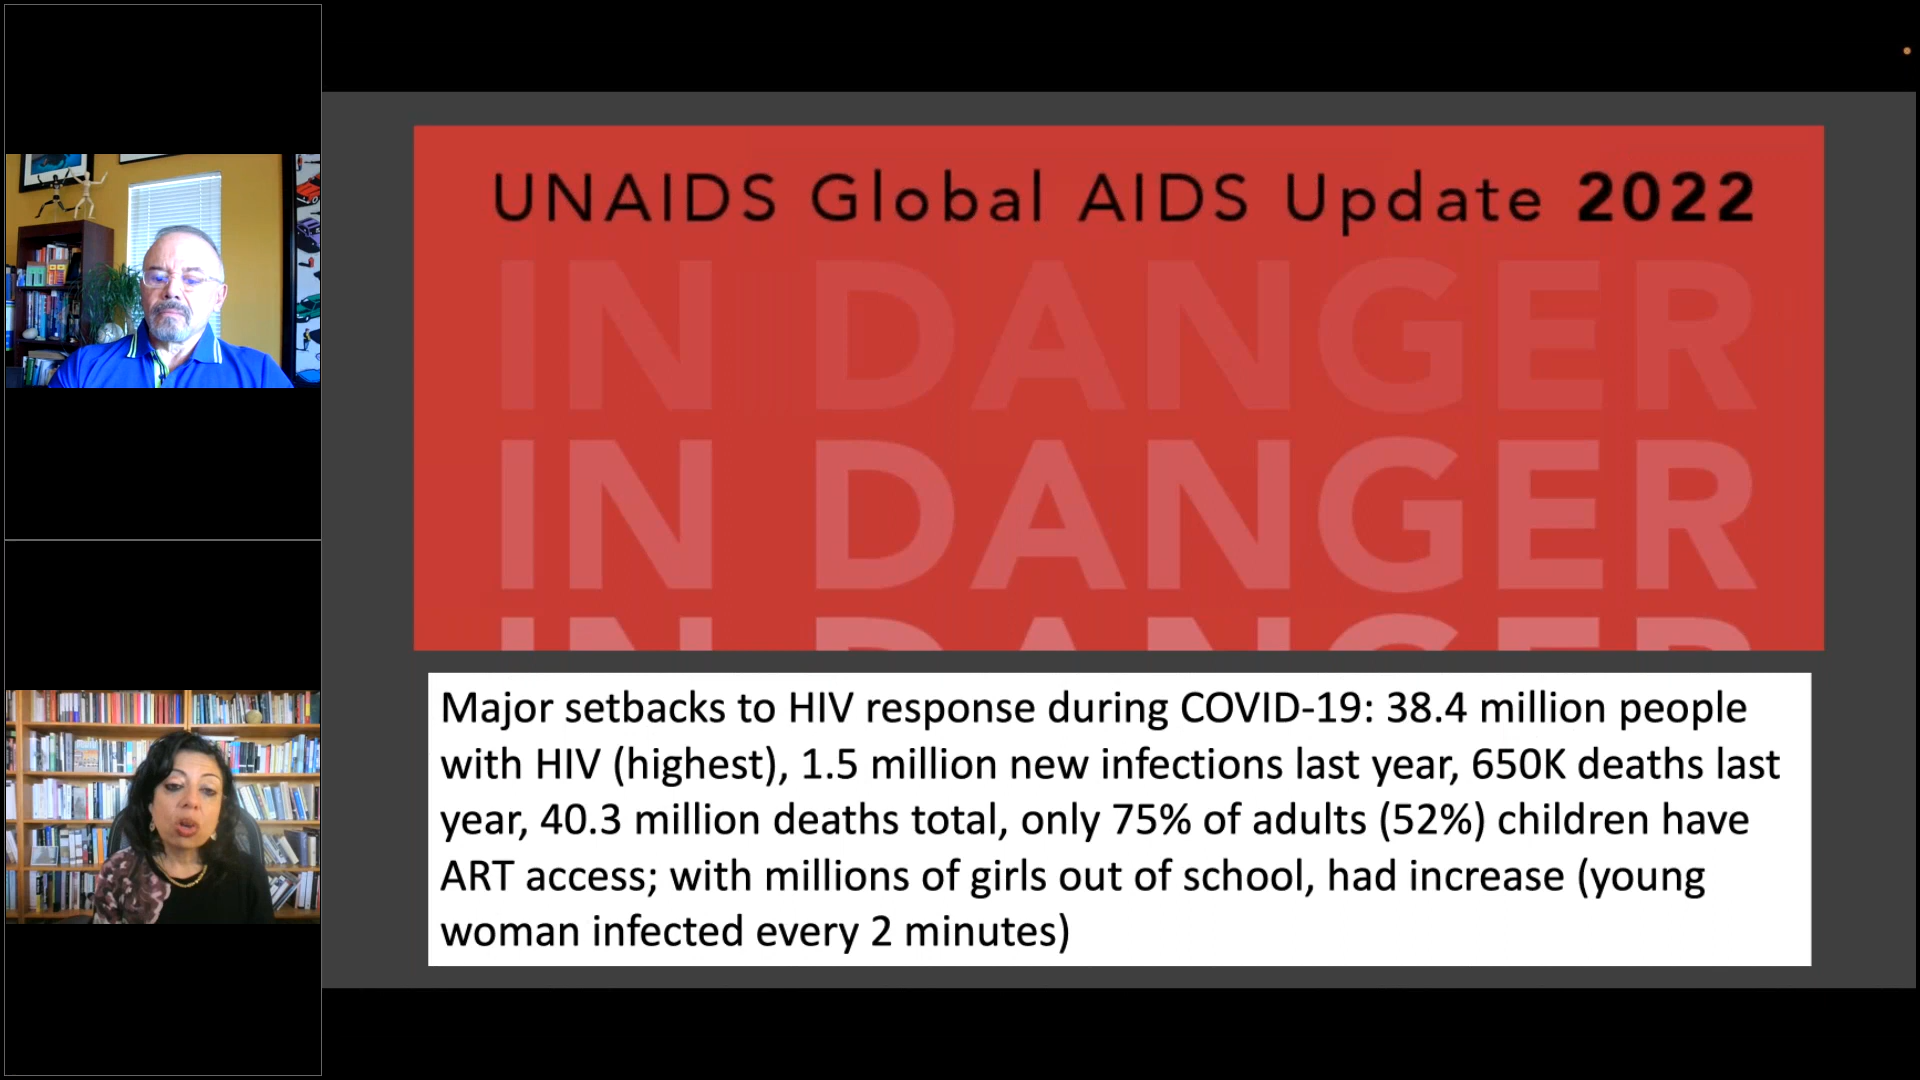 UNAIDS Global AIDS Update 2022
IN DANGER
IN DANGER
IN DANGER
Major setbacks to HIV response during COVID-19: 38.4 million people
with HIV (highest), 1.5 million new infections last year, 650K deaths last
year, 40.3 million deaths total, only 75% of adults (52%) children have
ART access; with millions of girls out of school, had increase (young
woman infected every 2 minutes)